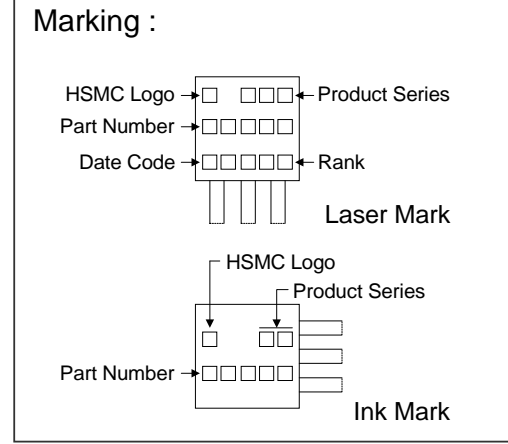 Marking :
HSMC Logo
Product Series
Part Number
Date Code
Rank
Laser Mark
HSMC Logo
Product Series
Part Number
Ink Mark